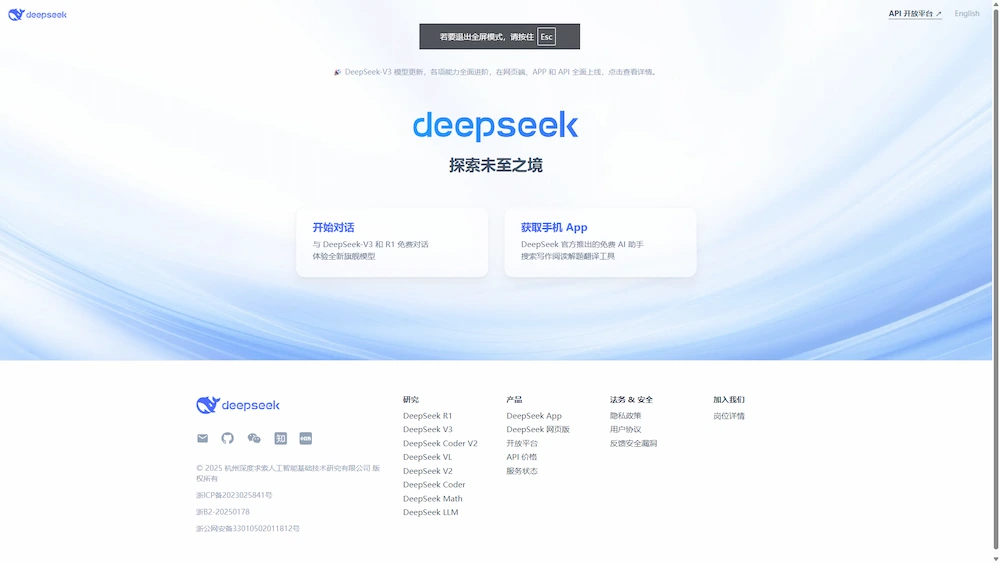 deepseek
API 开放平台 ↗
English
若要退出全屏模式，请按住 Esc
DeepSeek-V3 模型更新，各项能力全面进阶，在网页端、APP 和 API 全面上线，点击查看详情。
deepseek
探索未至之境
开始对话
与 DeepSeek-V3 和 R1 免费对话
体验全新旗舰模型
获取手机 App
DeepSeek 官方推出的免费 AI 助手
搜索写作阅读解题翻译工具
deepseek
知
© 2025 杭州深度求索人工智能基础技术研究有限公司 版
权所有
浙ICP备2023025841号
浙B2-20250178
浙公网安备33010502011812号
研究
DeepSeek R1
DeepSeek V3
DeepSeek Coder V2
DeepSeek VL
DeepSeek V2
DeepSeek Coder
DeepSeek Math
DeepSeek LLM
产品
DeepSeek App
DeepSeek 网页版
开放平台
API 价格
服务状态
法务 & 安全
隐私政策
用户协议
反馈安全漏洞
加入我们
岗位详情